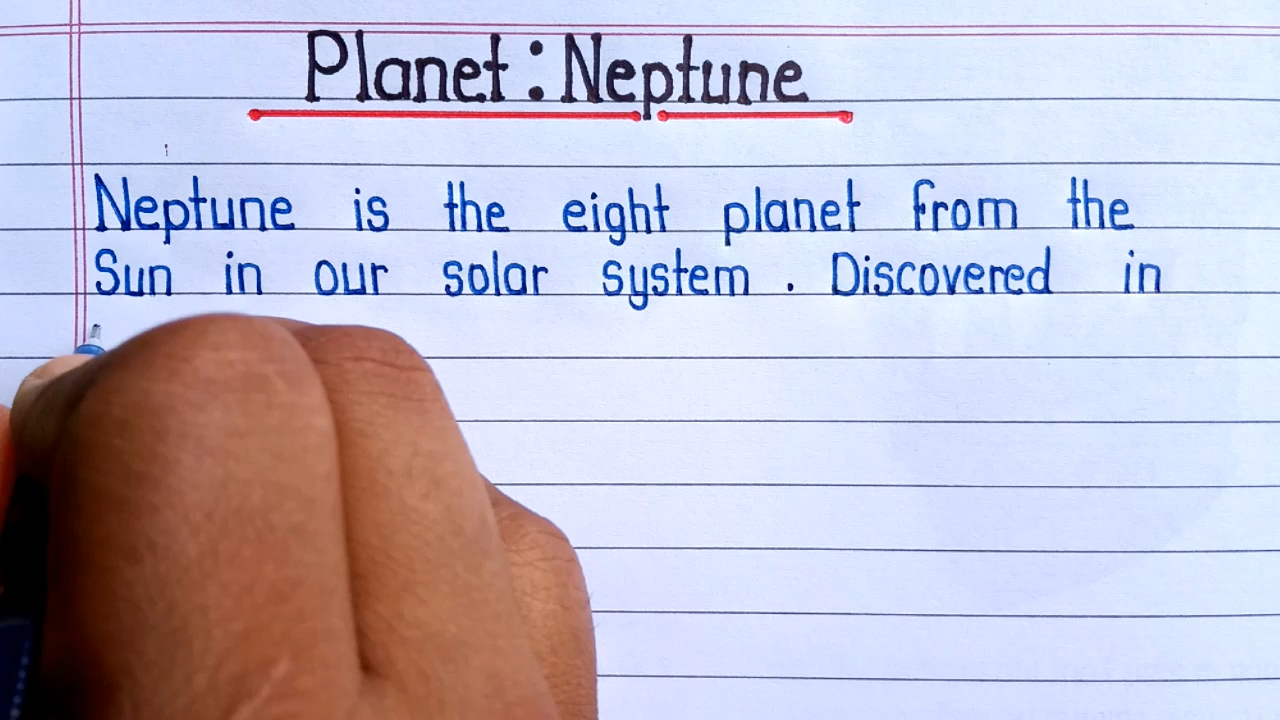 Planet : Neptune
Neptune is the eight planet from the
Sun in our solar system . Discovered in